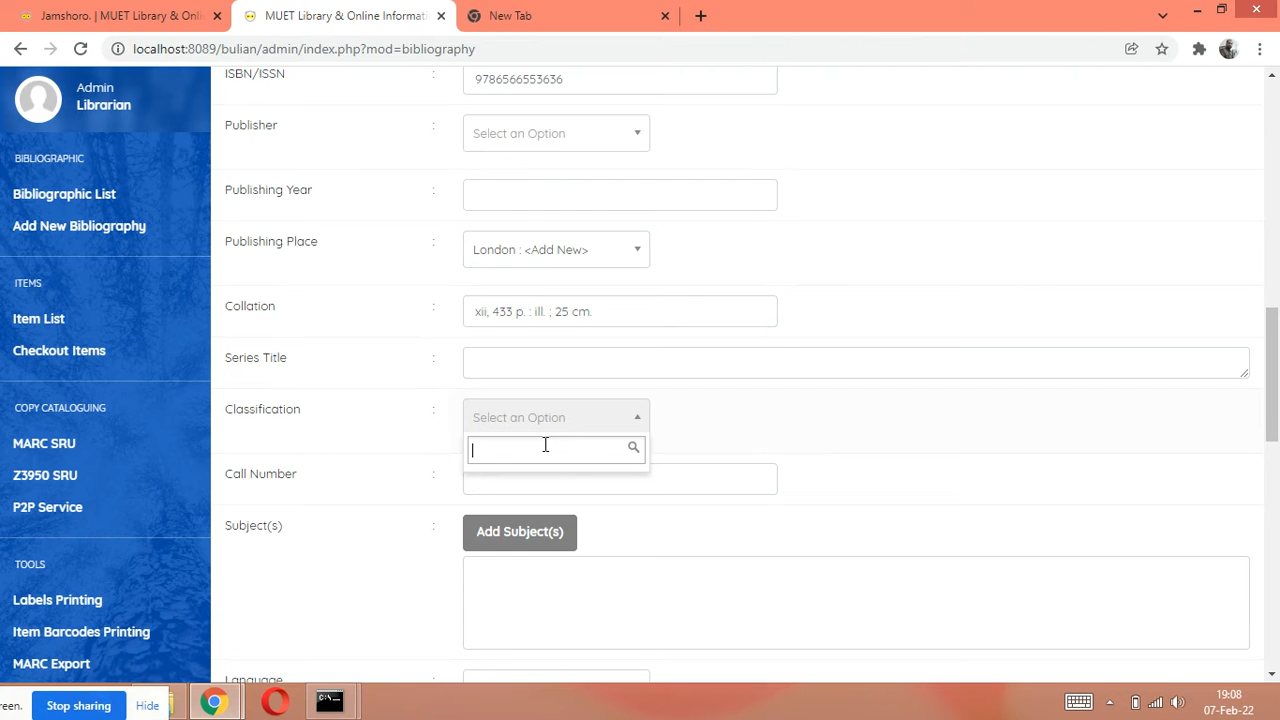 Jamshoro. | MUET Library & Onli
MUET Library & Online Informati
New Tab
localhost:8089/bulian/admin/index.php?mod=bibliography
Admin
Librarian
BIBLIOGRAPHIC
Bibliographic List
Add New Bibliography
ITEMS
Item List
Checkout Items
COPY CATALOGUING
MARC SRU
Z3950 SRU
P2P Service
TOOLS
Labels Printing
Item Barcodes Printing
MARC Export
ISBN/ISSN : 9786566553636
Publisher : Select an Option
Publishing Year :
Publishing Place : London : <Add New>
Collation : xii, 433 p. : ill. ; 25 cm.
Series Title :
Classification : Select an Option
Call Number :
Subject(s) : Add Subject(s)
Language :
reen. Stop sharing Hide
19:08
07-Feb-22